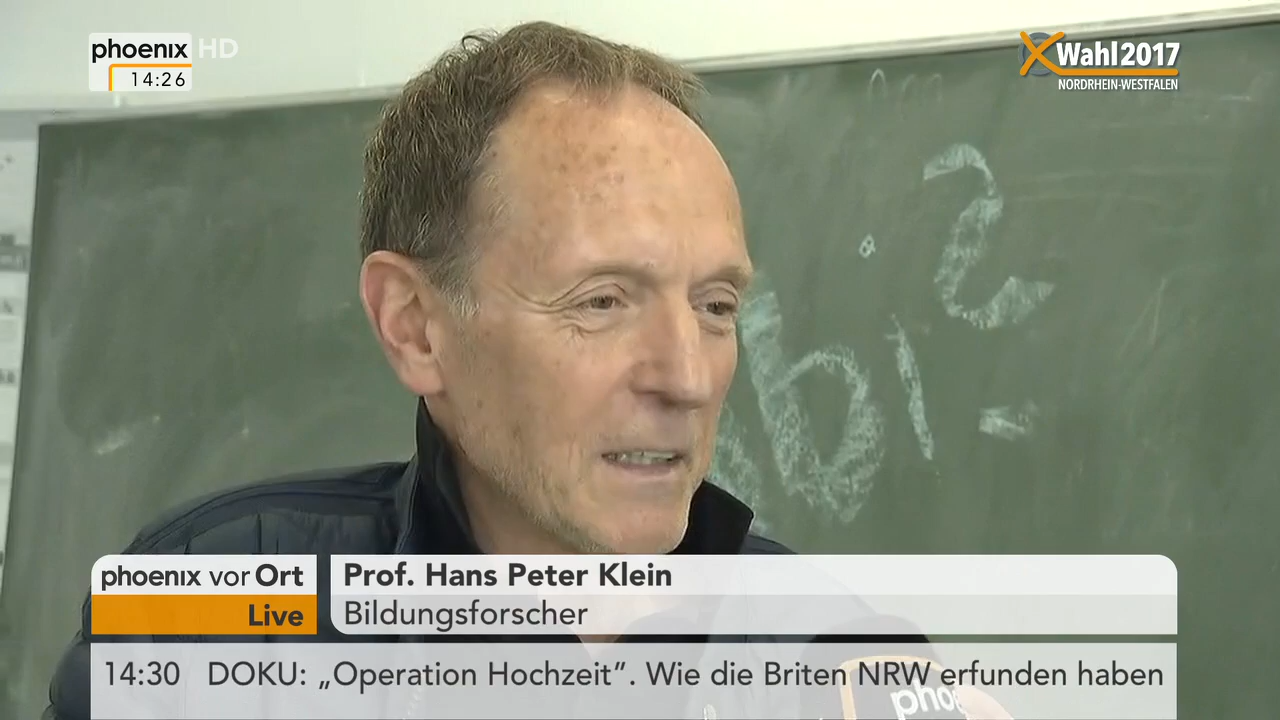 phoenix HD
14:26
Wahl2017
NORDRHEIN-WESTFALEN
Abi
phoenix vor Ort
Live
Prof. Hans Peter Klein
Bildungsforscher
14:30 DOKU: „Operation Hochzeit“. Wie die Briten NRW erfunden haben